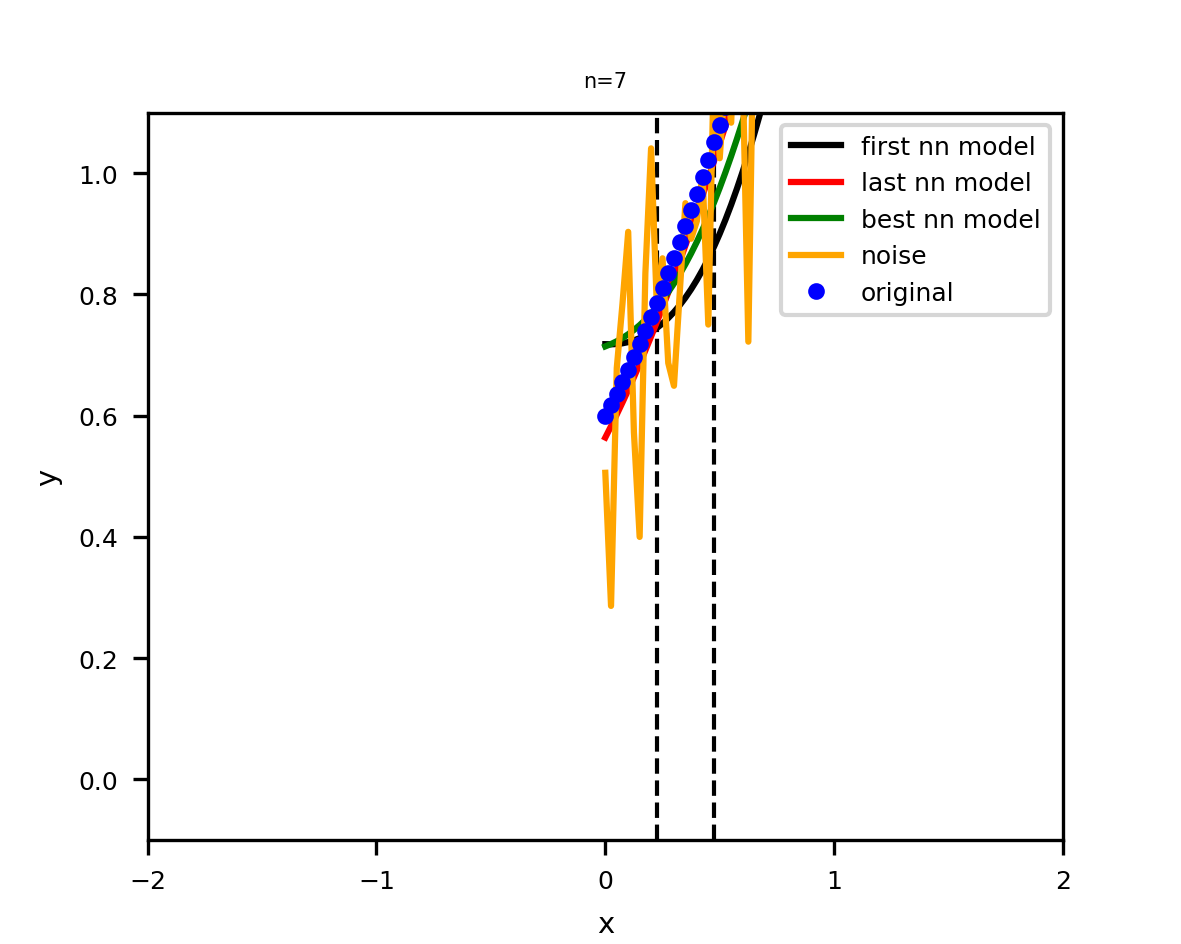 n=7
1.0
0.8
0.6
0.4
0.2
0.0
y
−2
−1
0
1
2
x
first nn model
last nn model
best nn model
noise
original